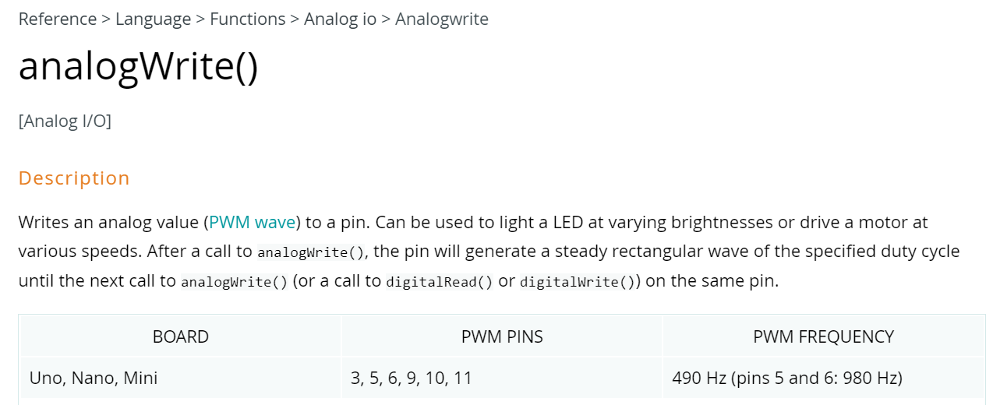 Reference > Language > Functions > Analog io > Analogwrite
analogWrite()
[Analog I/O]
Description
Writes an analog value (PWM wave) to a pin. Can be used to light a LED at varying brightnesses or drive a motor at
various speeds. After a call to analogWrite(), the pin will generate a steady rectangular wave of the specified duty cycle
until the next call to analogWrite() (or a call to digitalRead() or digitalWrite()) on the same pin.
BOARD PWM PINS PWM FREQUENCY
Uno, Nano, Mini 3, 5, 6, 9, 10, 11 490 Hz (pins 5 and 6: 980 Hz)